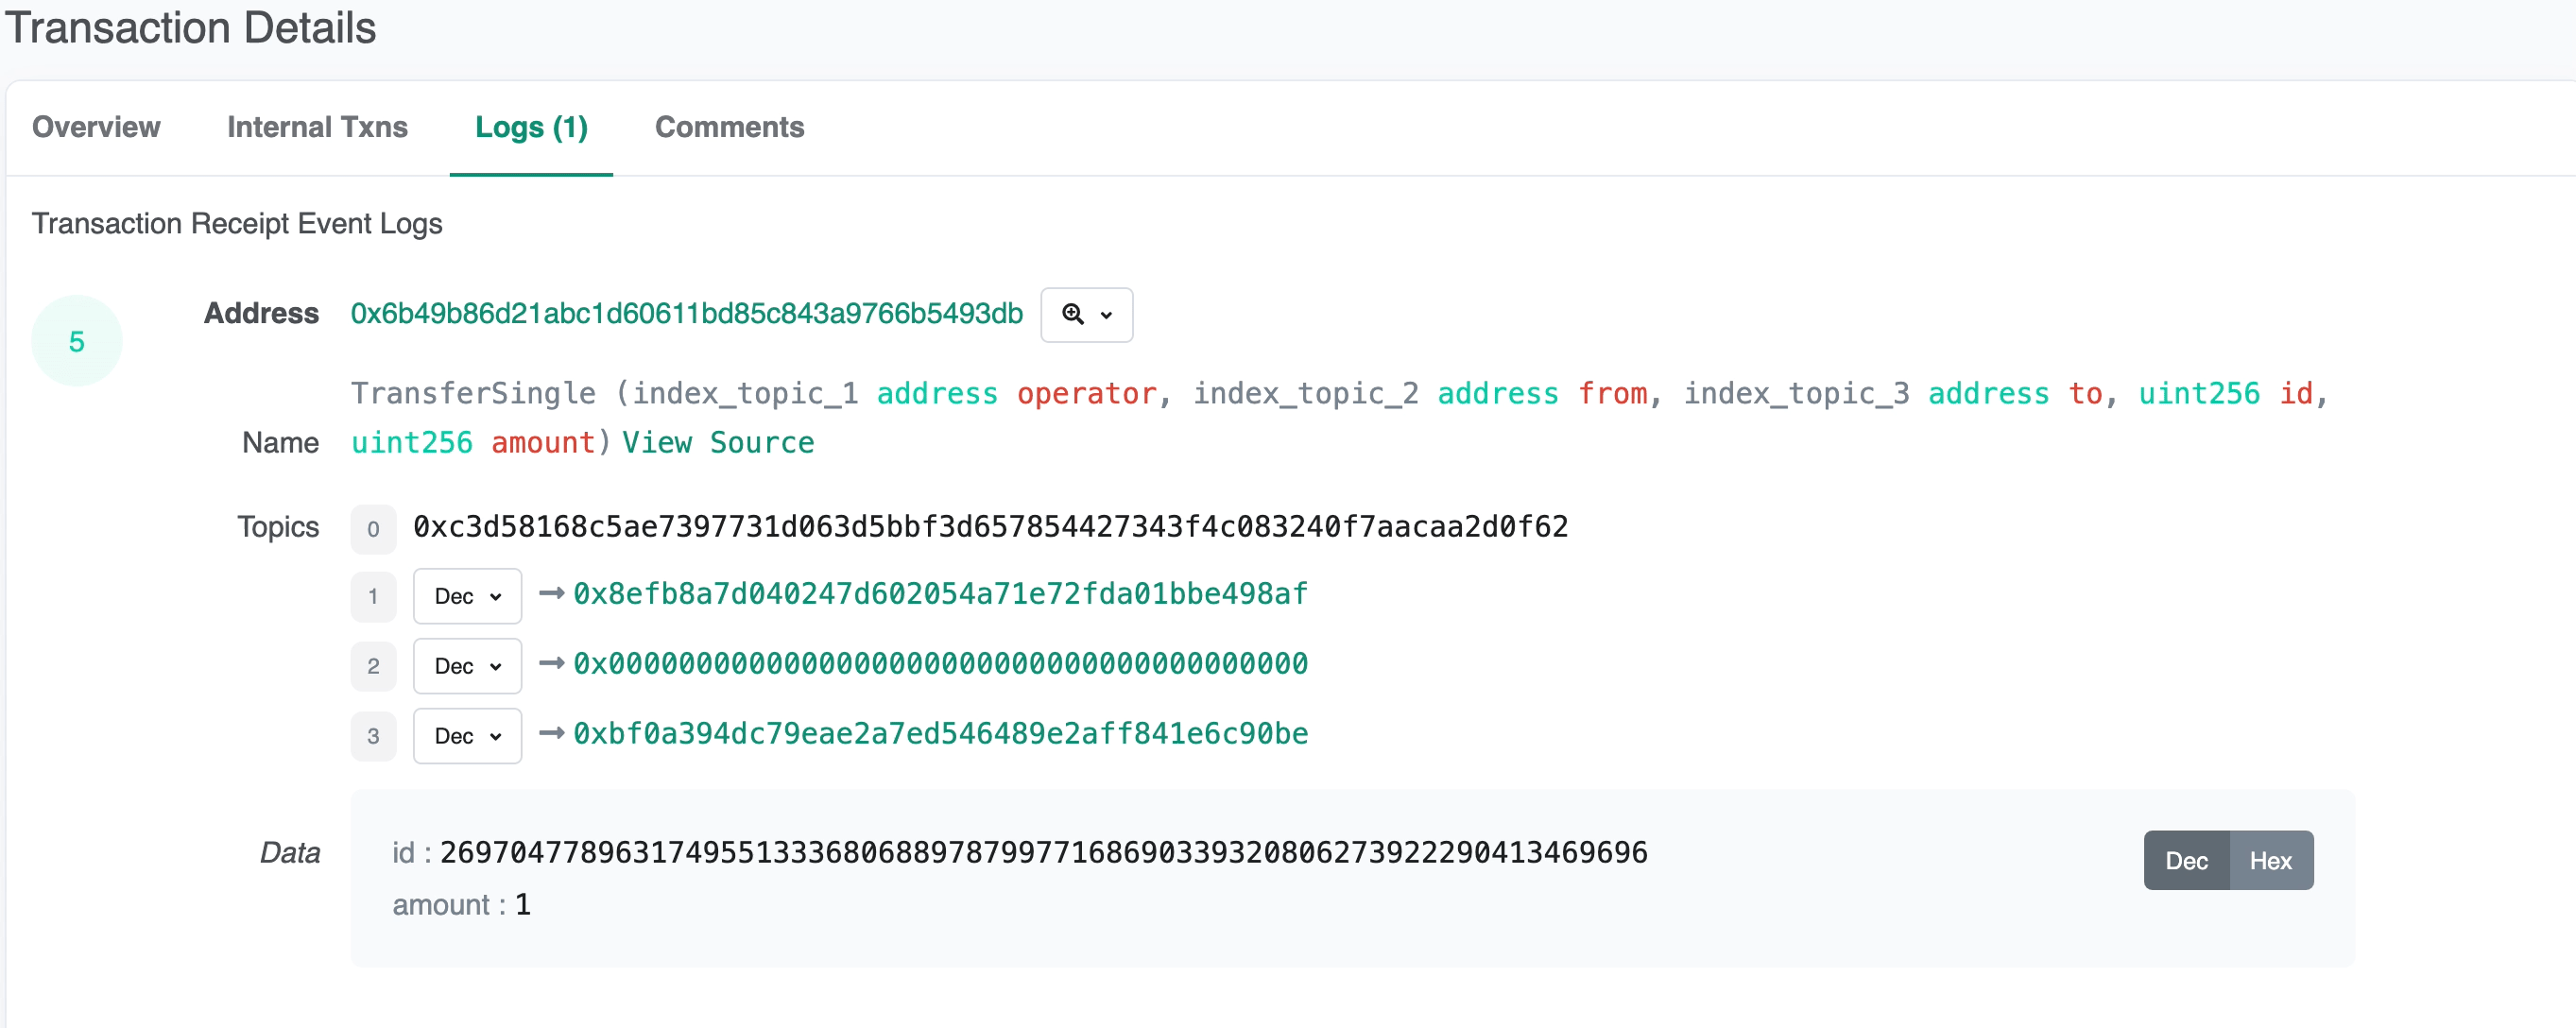 Transaction Details
Overview Internal Txns Logs (1) Comments
Transaction Receipt Event Logs
5
Address 0x6b49b86d21abc1d60611bd85c843a9766b5493db
Name TransferSingle (index_topic_1 address operator, index_topic_2 address from, index_topic_3 address to, uint256 id,
uint256 amount) View Source
Topics 0 0xc3d58168c5ae7397731d063d5bbf3d657854427343f4c083240f7aacaa2d0f62
1 Dec 0x8efb8a7d040247d602054a71e72fda01bbe498af
2 Dec 0x0000000000000000000000000000000000000000
3 Dec 0xbf0a394dc79eae2a7ed546489e2aff841e6c90be
Data id : 269704778963174955133368068897879977168690339320806273922290413469696
Dec Hex
amount : 1